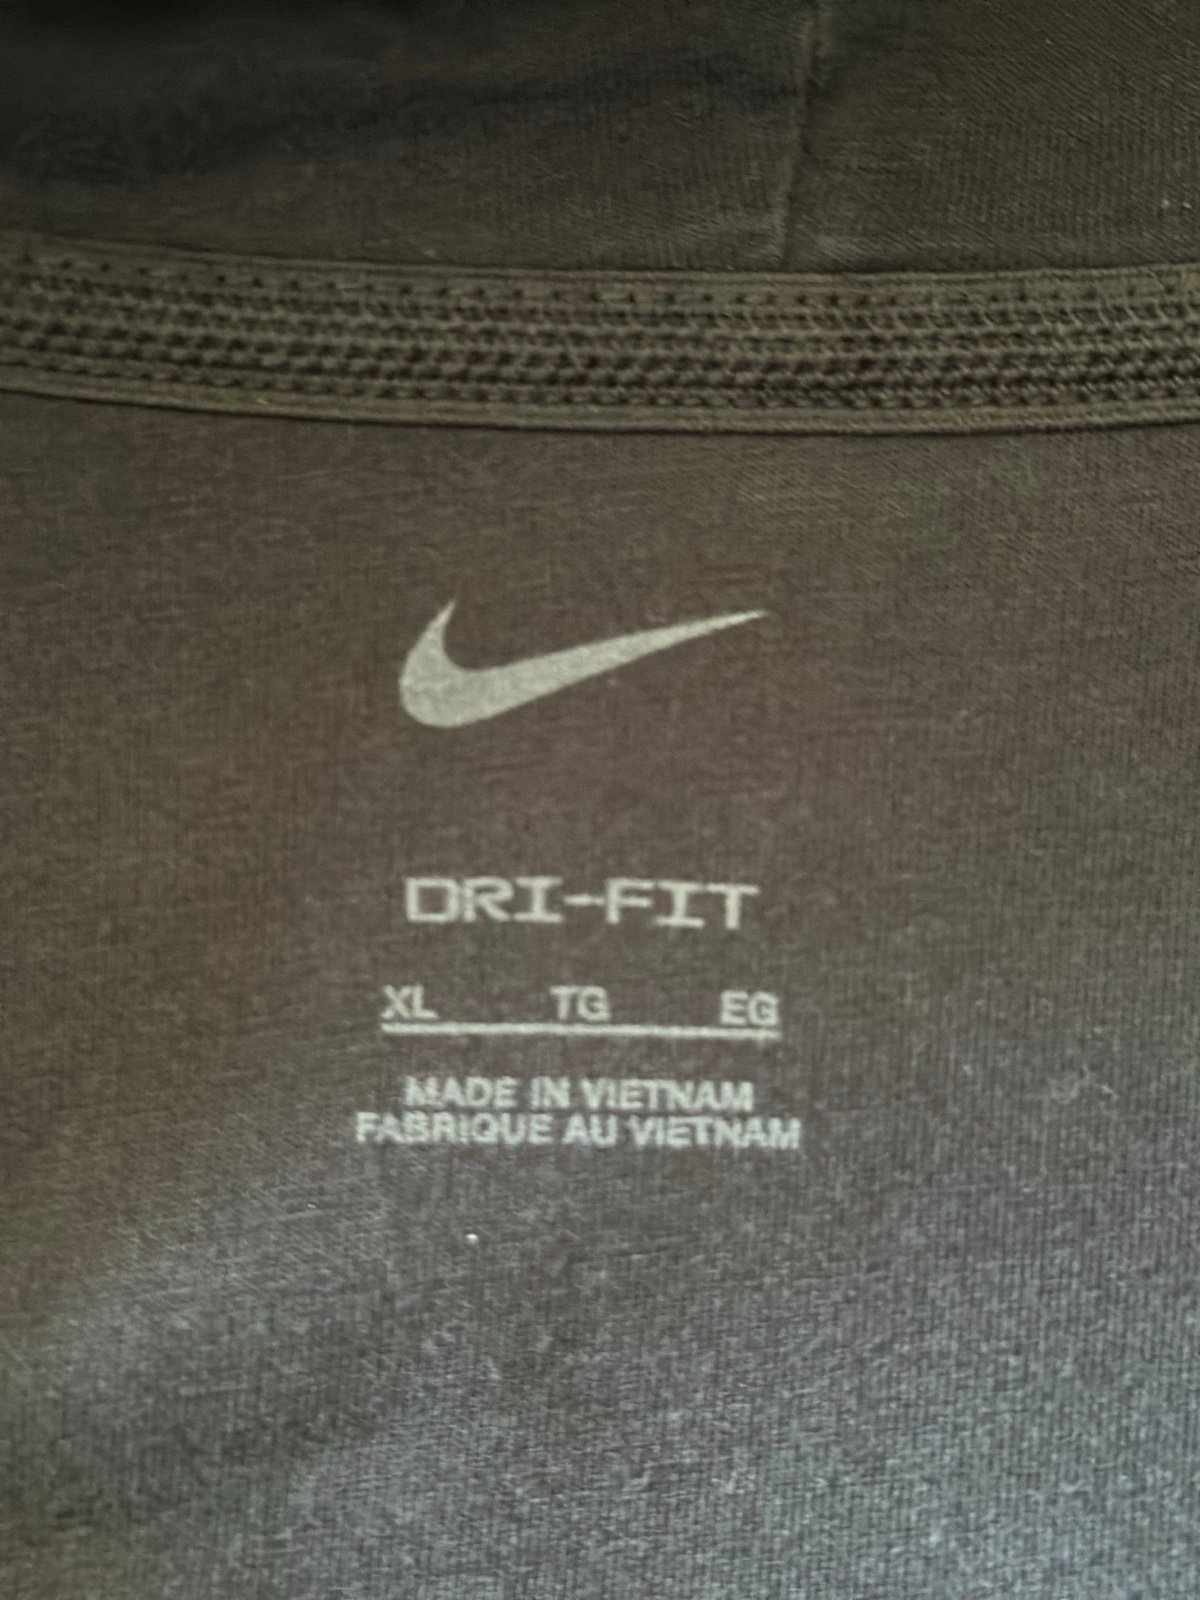 DRI-FIT
XL TG EG
MADE IN VIETNAM
FABRIQUE AU VIETNAM